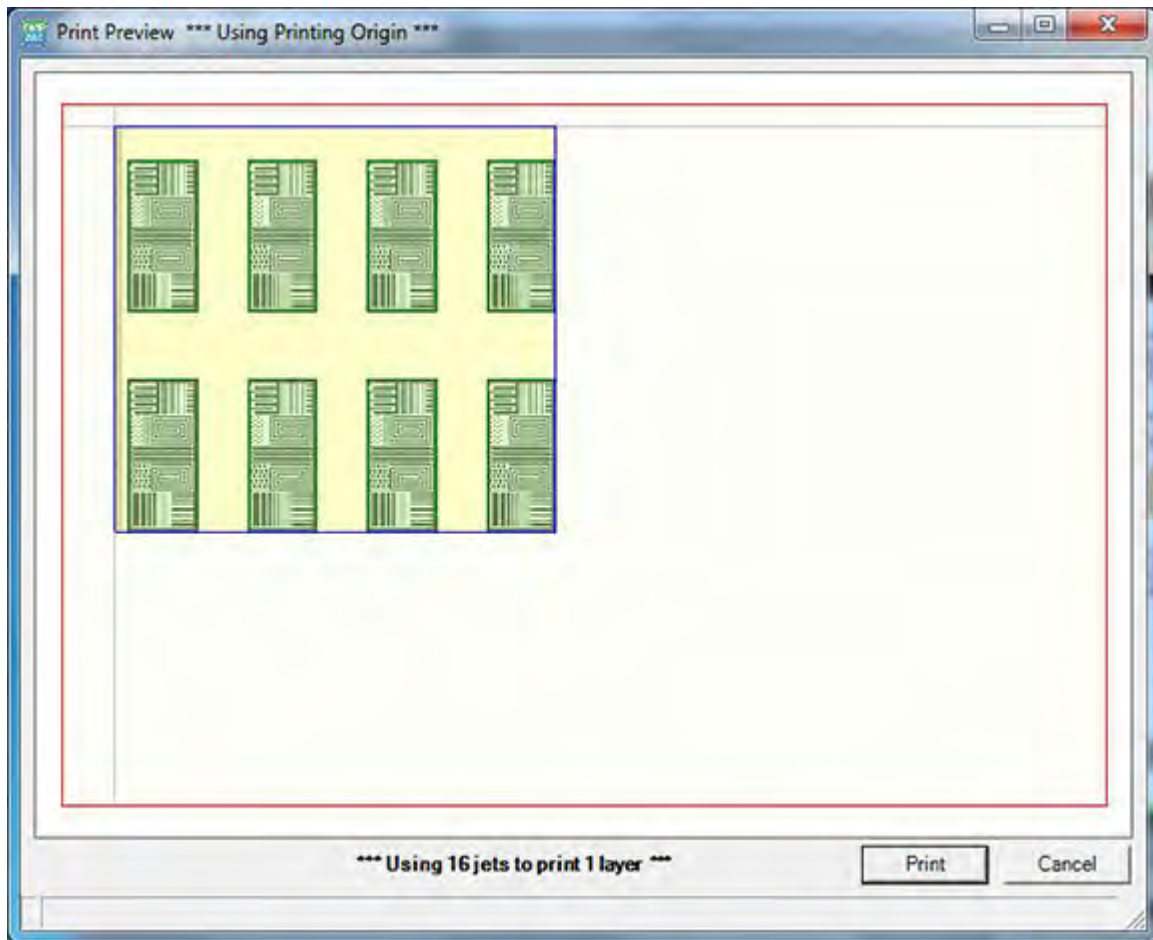 Print Preview *** Using Printing Origin ***
*** Using 16 jets to print 1 layer ***
Print
Cancel